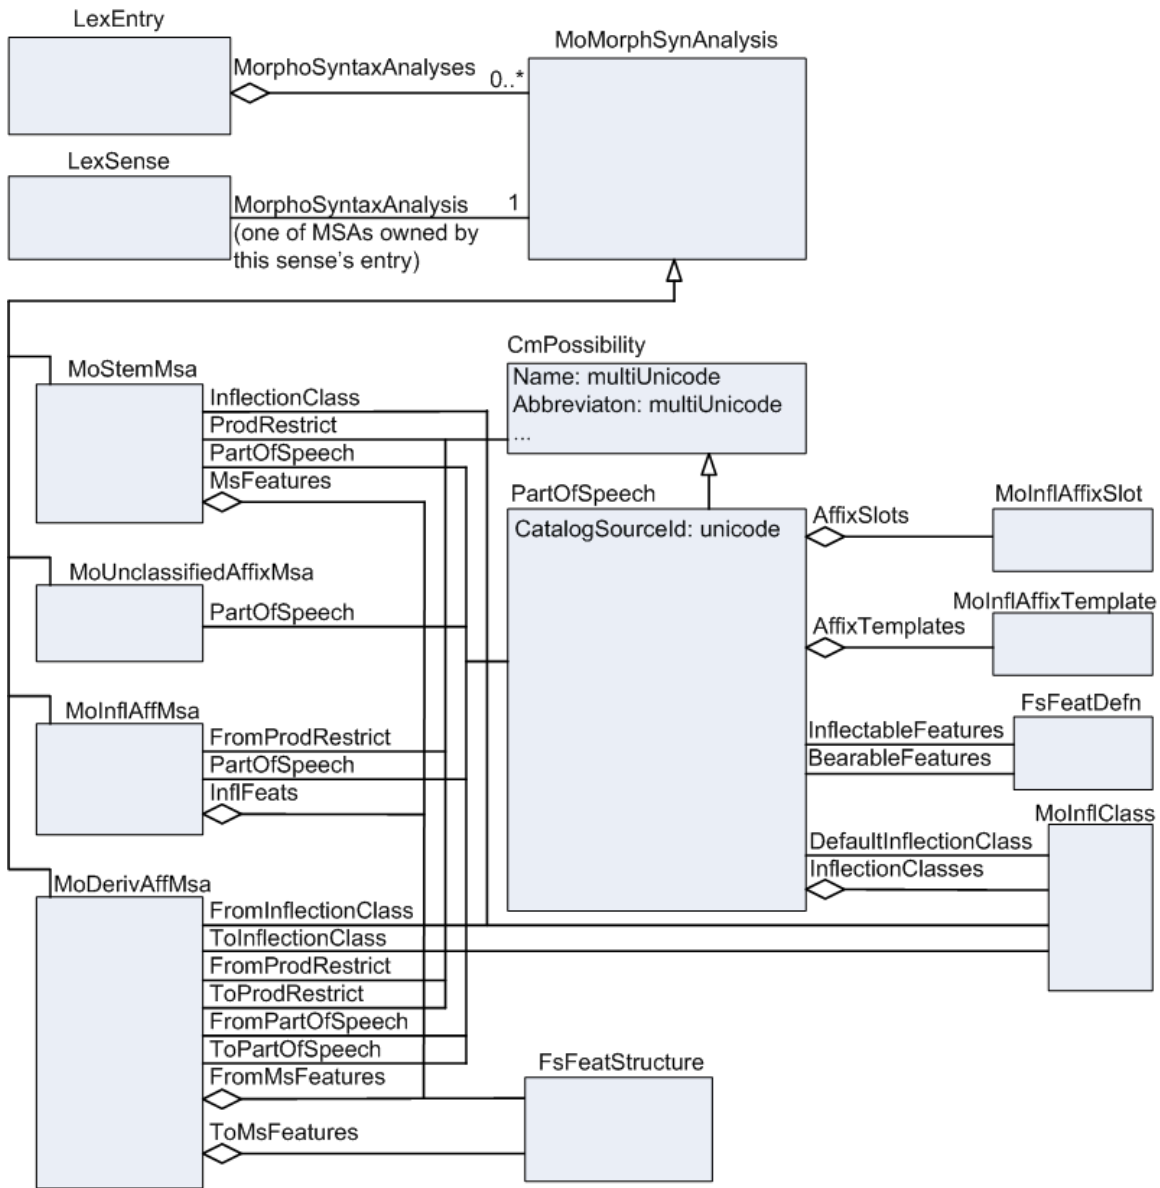 LexEntry
MorphoSyntaxAnalyses
0..*
MoMorphSynAnalysis
LexSense
MorphoSyntaxAnalysis
1
(one of MSAs owned by
this sense's entry)
MoStemMsa
InflectionClass
ProdRestrict
PartOfSpeech
MsFeatures
CmPossibility
Name: multiUnicode
Abbreviaton: multiUnicode
...
PartOfSpeech
CatalogSourceId: unicode
AffixSlots
MoInflAffixSlot
MoUnclassifiedAffixMsa
PartOfSpeech
AffixTemplates
MoInflAffixTemplate
MoInflAffMsa
FromProdRestrict
PartOfSpeech
InflFeats
InflectableFeatures
BearableFeatures
FsFeatDefn
DefaultInflectionClass
InflectionClasses
MoInflClass
MoDerivAffMsa
FromInflectionClass
ToInflectionClass
FromProdRestrict
ToProdRestrict
FromPartOfSpeech
ToPartOfSpeech
FromMsFeatures
ToMsFeatures
FsFeatStructure